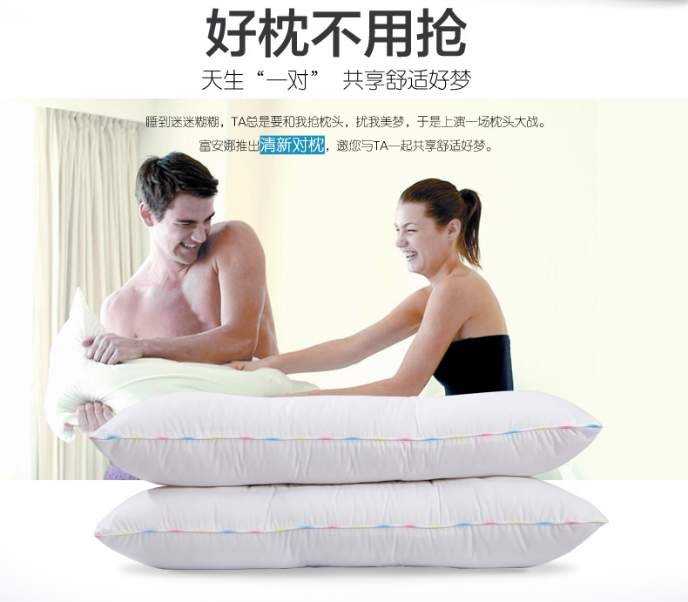 好枕不用抢
天生“一对” 共享舒适好梦
睡到迷迷糊糊，TA总是要和我抢枕头，扰我美梦，于是上演一场枕头大战。
富安娜推出清新对枕，邀您与TA一起共享舒适好梦。